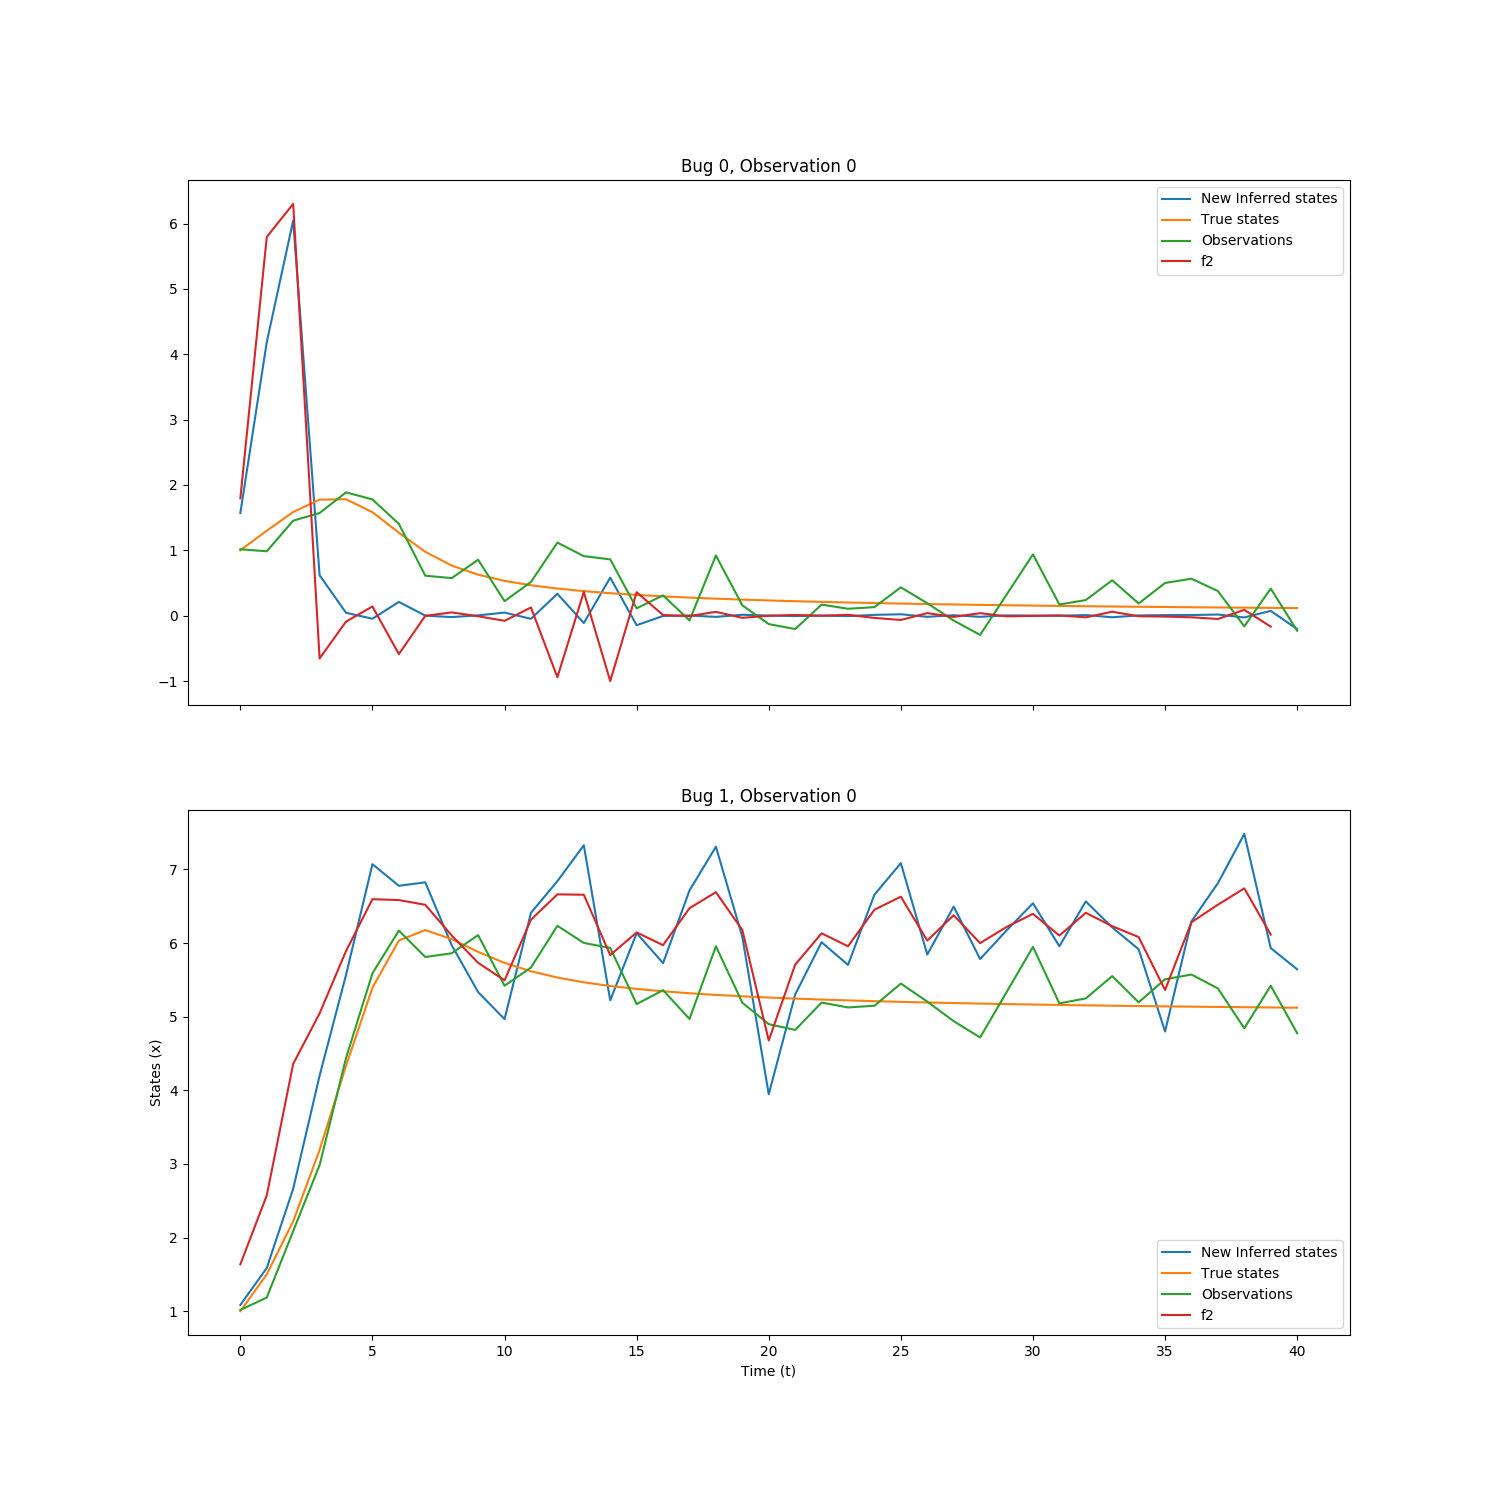 Bug 0, Observation 0
New Inferred states
True states
Observations
f2
6
5
4
3
2
1
0
−1
Bug 1, Observation 0
7
6
5
4
3
2
1
States (x)
New Inferred states
True states
Observations
f2
0 5 10 15 20 25 30 35 40
Time (t)